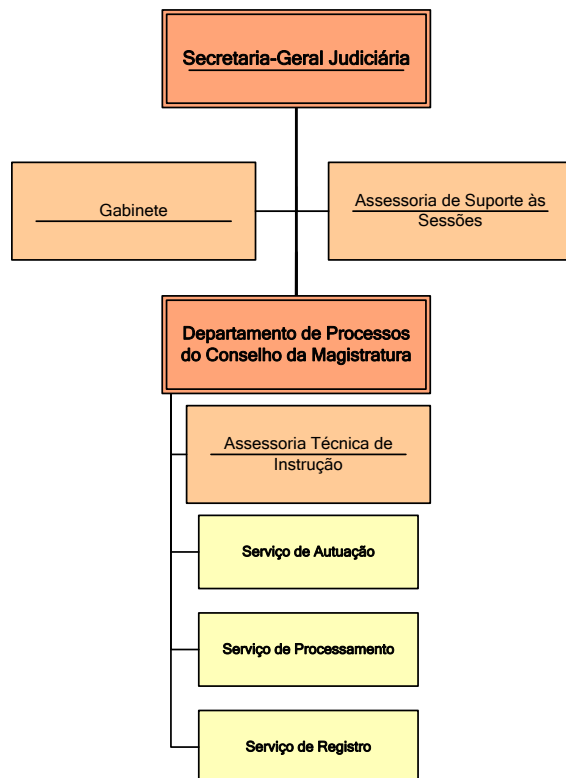 Secretaria-Geral Judiciária
Gabinete
Assessoria de Suporte às
Sessões
Departamento de Processos
do Conselho da Magistratura
Assessoria Técnica de
Instrução
Serviço de Autuação
Serviço de Processamento
Serviço de Registro